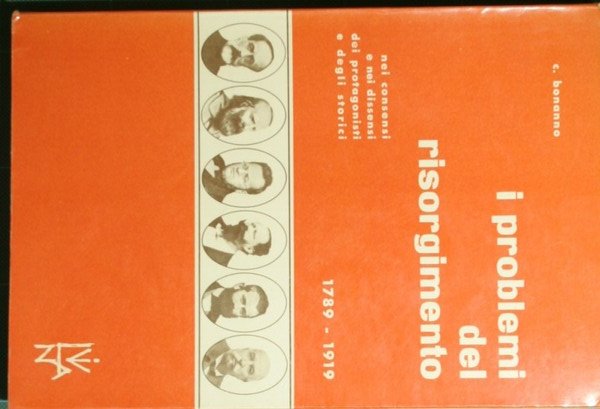 c. bonanno
i problemi
del
risorgimento
nei consensi
e nei dissensi
dei protagonisti
e degli storici
1789 - 1919